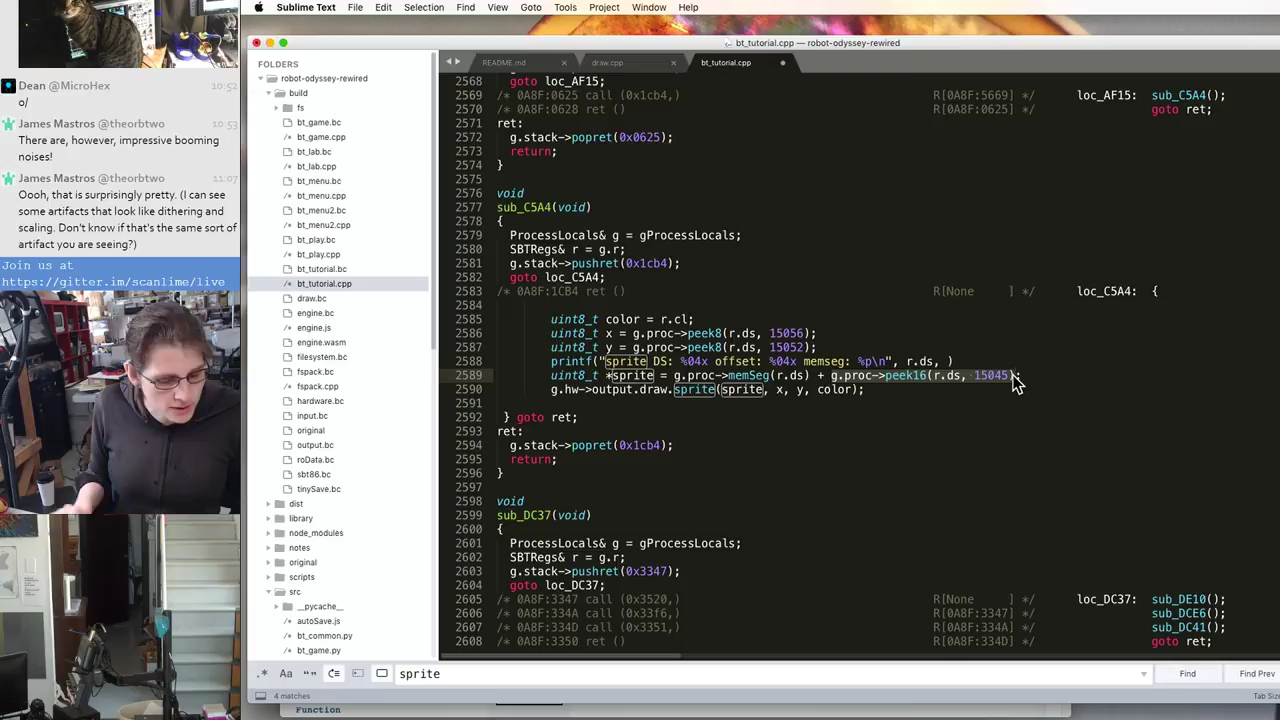 Sublime Text File Edit Selection Find View Goto Tools Project Window Help
bt_tutorial.cpp — robot-odyssey-rewired
Dean @MicroHex 10:52
o/
James Mastros @theorbtwo 10:53
There are, however, impressive booming
noises!
James Mastros @theorbtwo 11:07
Oooh, that is surprisingly pretty. (I can see
some artifacts that look like dithering and
scaling. Don't know if that's the same sort of
artifact you are seeing?)
Join us at
https://gitter.im/scanlime/live
FOLDERS
robot-odyssey-rewired
build
fs
bt_game.bc
bt_game.cpp
bt_lab.bc
bt_lab.cpp
bt_menu.bc
bt_menu.cpp
bt_menu2.bc
bt_menu2.cpp
bt_play.bc
bt_play.cpp
bt_tutorial.bc
bt_tutorial.cpp
draw.bc
engine.bc
engine.js
engine.wasm
filesystem.bc
fspack.bc
fspack.cpp
hardware.bc
input.bc
original
output.bc
roData.bc
sbt86.bc
tinySave.bc
dist
library
node_modules
notes
original
scripts
src
__pycache__
autoSave.js
bt_common.py
bt_game.py
README.md × draw.cpp × bt_tutorial.cpp
2568 goto loc_AF15;
2569 /* 0A8F:0625 call (0x1cb4,) R[0A8F:5669] */ loc_AF15: sub_C5A4();
2570 /* 0A8F:0628 ret () R[0A8F:0625] */ goto ret;
2571 ret:
2572 g.stack->popret(0x0625);
2573 return;
2574 }
2575
2576 void
2577 sub_C5A4(void)
2578 {
2579 ProcessLocals& g = gProcessLocals;
2580 SBTRegs& r = g.r;
2581 g.stack->pushret(0x1cb4);
2582 goto loc_C5A4;
2583 /* 0A8F:1CB4 ret () R[None ] */ loc_C5A4: {
2584
2585 uint8_t color = r.cl;
2586 uint8_t x = g.proc->peek8(r.ds, 15056);
2587 uint8_t y = g.proc->peek8(r.ds, 15052);
2588 printf("sprite DS: %04x offset: %04x memseg: %p\n", r.ds, )
2589 uint8_t *sprite = g.proc->memSeg(r.ds) + g.proc->peek16(r.ds, 15045);
2590 g.hw->output.draw.sprite(sprite, x, y, color);
2591
2592 } goto ret;
2593 ret:
2594 g.stack->popret(0x1cb4);
2595 return;
2596 }
2597
2598 void
2599 sub_DC37(void)
2600 {
2601 ProcessLocals& g = gProcessLocals;
2602 SBTRegs& r = g.r;
2603 g.stack->pushret(0x3347);
2604 goto loc_DC37;
2605 /* 0A8F:3347 call (0x3520,) R[None ] */ loc_DC37: sub_DE10();
2606 /* 0A8F:334A call (0x33f6,) R[0A8F:3347] */ sub_DCE6();
2607 /* 0A8F:334D call (0x3351,) R[0A8F:334A] */ sub_DC41();
2608 /* 0A8F:3350 ret () R[0A8F:334D] */ goto ret;
.* Aa “” sprite Find Find Prev
4 matches Tab Size
Function